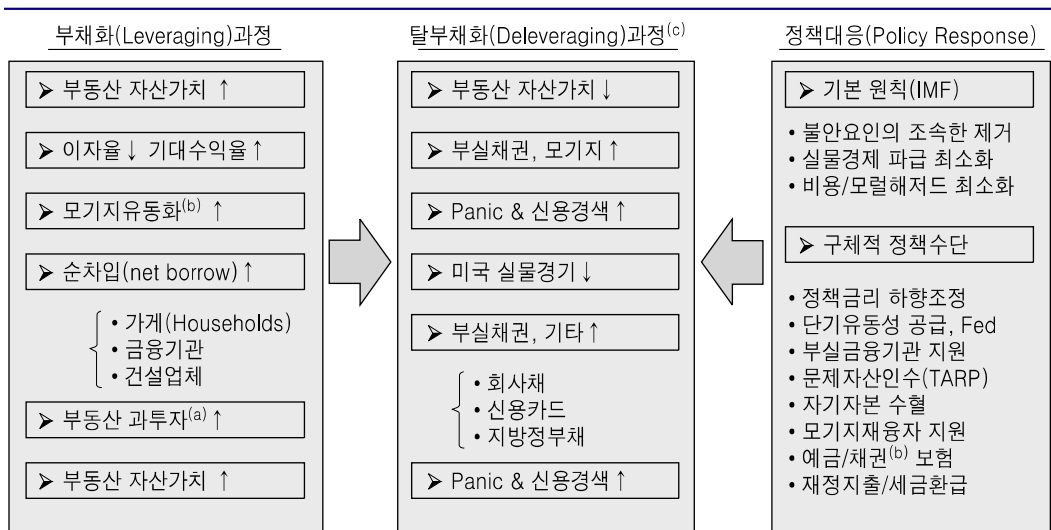 부채화(Leveraging)과정
➤ 부동산 자산가치 ↑
➤ 이자율↓ 기대수익율↑
➤ 모기지유동화(b) ↑
➤ 순차입(net borrow)↑
• 가게(Households)
• 금융기관
• 건설업체
➤ 부동산 과투자(a)↑
➤ 부동산 자산가치 ↑
탈부채화(Deleveraging)과정(c)
➤ 부동산 자산가치↓
➤ 부실채권, 모기지↑
➤ Panic & 신용경색↑
➤ 미국 실물경기↓
➤ 부실채권, 기타↑
• 회사채
• 신용카드
• 지방정부채
➤ Panic & 신용경색↑
정책대응(Policy Response)
➤ 기본 원칙(IMF)
• 불안요인의 조속한 제거
• 실물경제 파급 최소화
• 비용/모럴해저드 최소화
➤ 구체적 정책수단
• 정책금리 하향조정
• 단기유동성 공급, Fed
• 부실금융기관 지원
• 문제자산인수(TARP)
• 자기자본 수혈
• 모기지재융자 지원
• 예금/채권(b) 보험
• 재정지출/세금환급